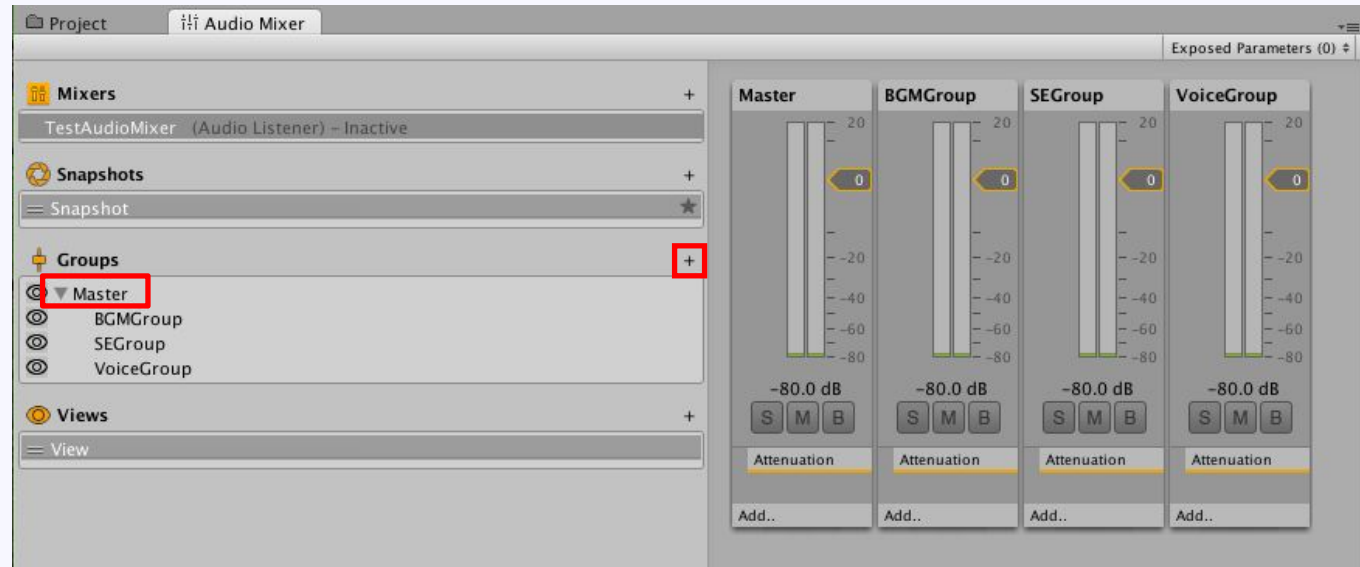 Project
Audio Mixer
Exposed Parameters (0)
Mixers +
TestAudioMixer (Audio Listener) – Inactive
Snapshots +
Snapshot
Groups +
Master
BGMGroup
SEGroup
VoiceGroup
Views +
View
Master BGMGroup SEGroup VoiceGroup
20 20 20 20
0 0 0 0
-20 -20 -20 -20
-40 -40 -40 -40
-60 -60 -60 -60
-80 -80 -80 -80
-80.0 dB -80.0 dB -80.0 dB -80.0 dB
S M B S M B S M B S M B
Attenuation Attenuation Attenuation Attenuation
Add.. Add.. Add.. Add..